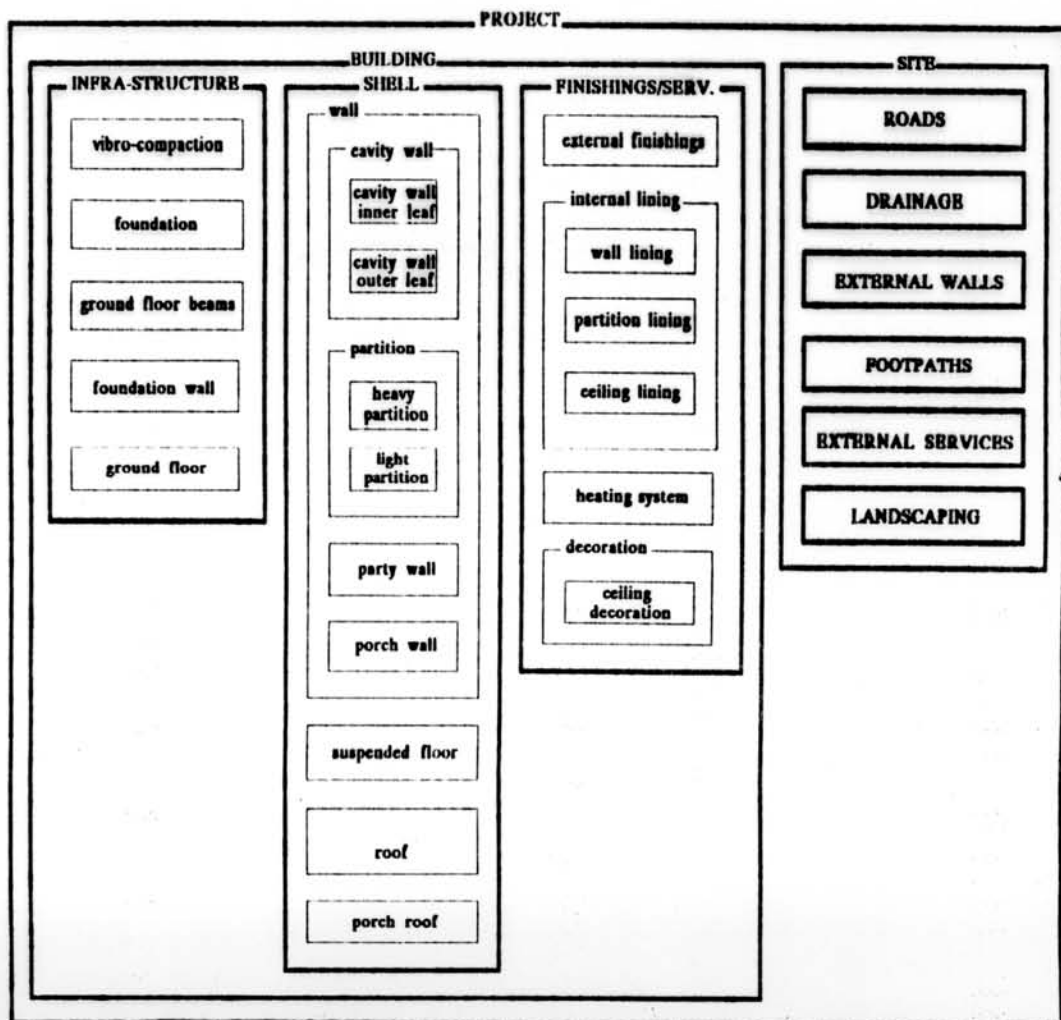 PROJECT
BUILDING
INFRA-STRUCTURE
vibro-compaction
foundation
ground floor beams
foundation wall
ground floor
SHELL
wall
cavity wall
cavity wall
inner leaf
cavity wall
outer leaf
partition
heavy
partition
light
partition
party wall
porch wall
suspended floor
roof
porch roof
FINISHINGS/SERV.
external finishings
internal lining
wall lining
partition lining
ceiling lining
heating system
decoration
ceiling
decoration
SITE
ROADS
DRAINAGE
EXTERNAL WALLS
FOOTPATHS
EXTERNAL SERVICES
LANDSCAPING